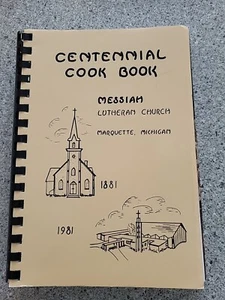 CENTENNIAL
COOK BOOK
MESSIAH
LUTHERAN CHURCH
MARQUETTE, MICHIGAN
1881
1981